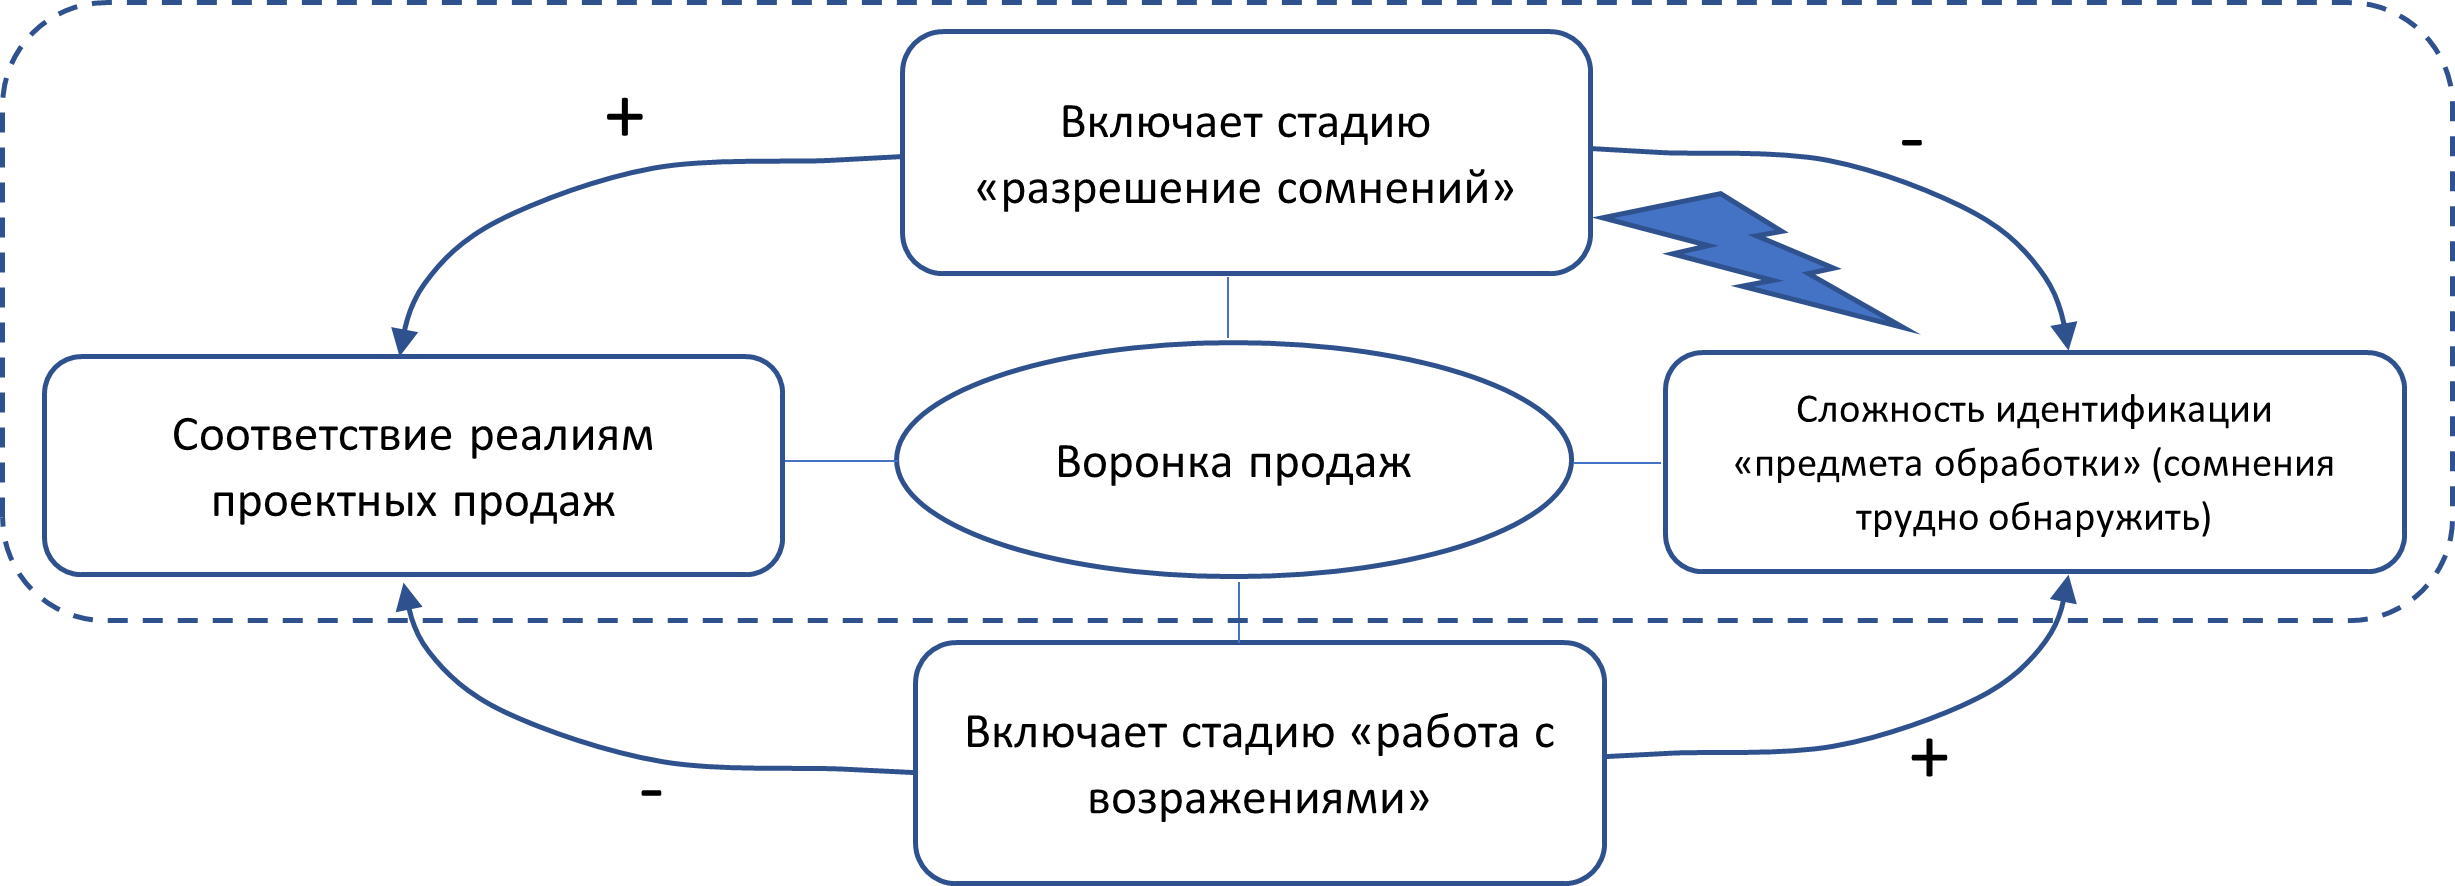 Включает стадию
«разрешение сомнений»
+
-
Соответствие реалиям
проектных продаж
Воронка продаж
Сложность идентификации
«предмета обработки» (сомнения
трудно обнаружить)
Включает стадию «работа с
возражениями»
-
+